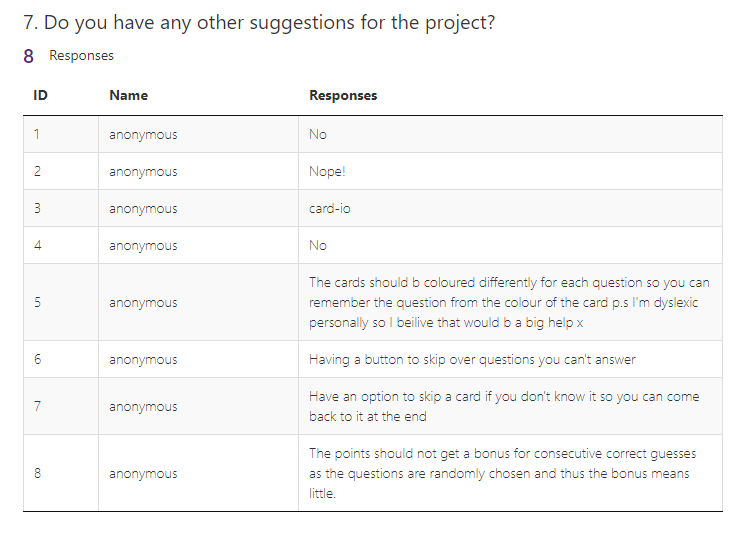 7. Do you have any other suggestions for the project?
8 Responses
ID Name Responses
1 anonymous No
2 anonymous Nope!
3 anonymous card-io
4 anonymous No
The cards should b coloured differently for each question so you can
5 anonymous remember the question from the colour of the card p.s I'm dyslexic
personally so I beilive that would b a big help x
6 anonymous Having a button to skip over questions you can't answer
7 anonymous Have an option to skip a card if you don't know it so you can come
back to it at the end
The points should not get a bonus for consecutive correct guesses
8 anonymous as the questions are randomly chosen and thus the bonus means
little.